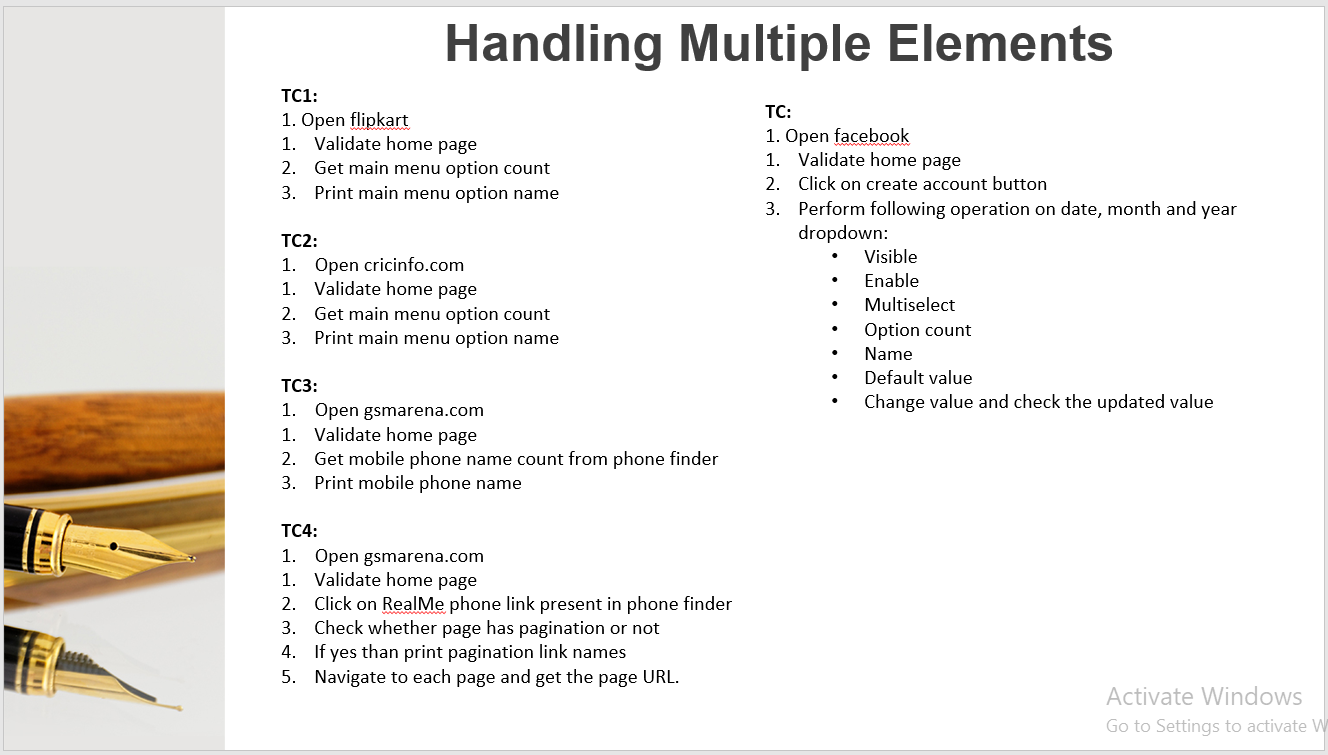 Handling Multiple Elements
TC1:
1. Open flipkart
1. Validate home page
2. Get main menu option count
3. Print main menu option name
TC2:
1. Open cricinfo.com
1. Validate home page
2. Get main menu option count
3. Print main menu option name
TC3:
1. Open gsmarena.com
1. Validate home page
2. Get mobile phone name count from phone finder
3. Print mobile phone name
TC4:
1. Open gsmarena.com
1. Validate home page
2. Click on RealMe phone link present in phone finder
3. Check whether page has pagination or not
4. If yes than print pagination link names
5. Navigate to each page and get the page URL.
TC:
1. Open facebook
1. Validate home page
2. Click on create account button
3. Perform following operation on date, month and year
dropdown:
• Visible
• Enable
• Multiselect
• Option count
• Name
• Default value
• Change value and check the updated value
Activate Windows
Go to Settings to activate W